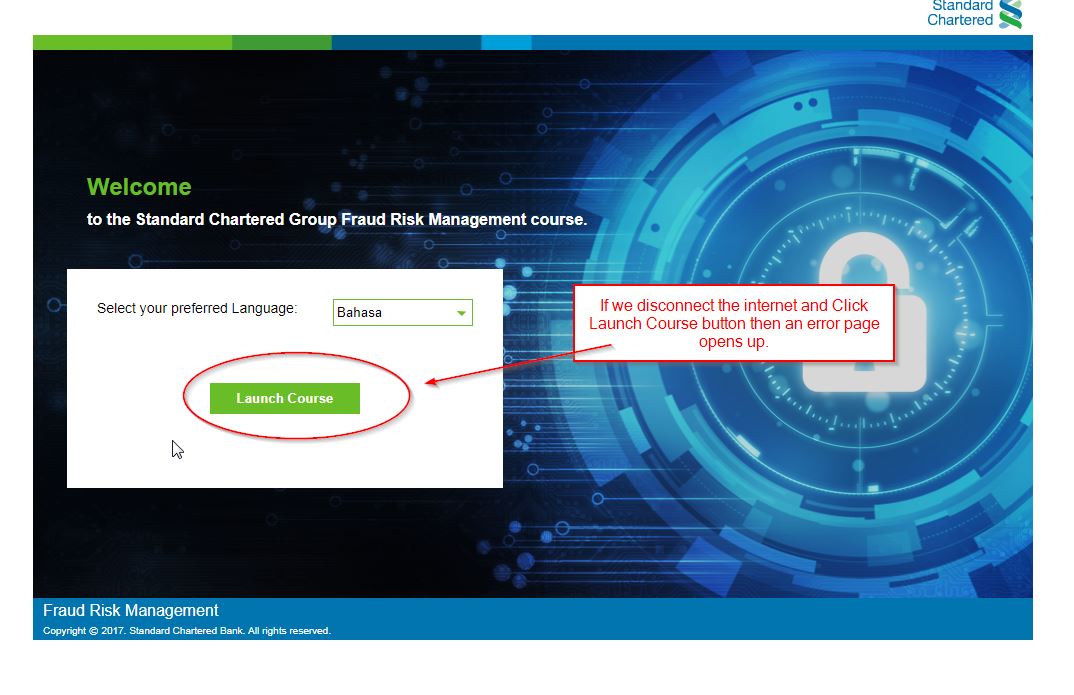 Standard
Chartered
Welcome
to the Standard Chartered Group Fraud Risk Management course.
Select your preferred Language:
Bahasa
If we disconnect the internet and Click
Launch Course button then an error page
opens up.
Launch Course
Fraud Risk Management
Copyright © 2017. Standard Chartered Bank. All rights reserved.